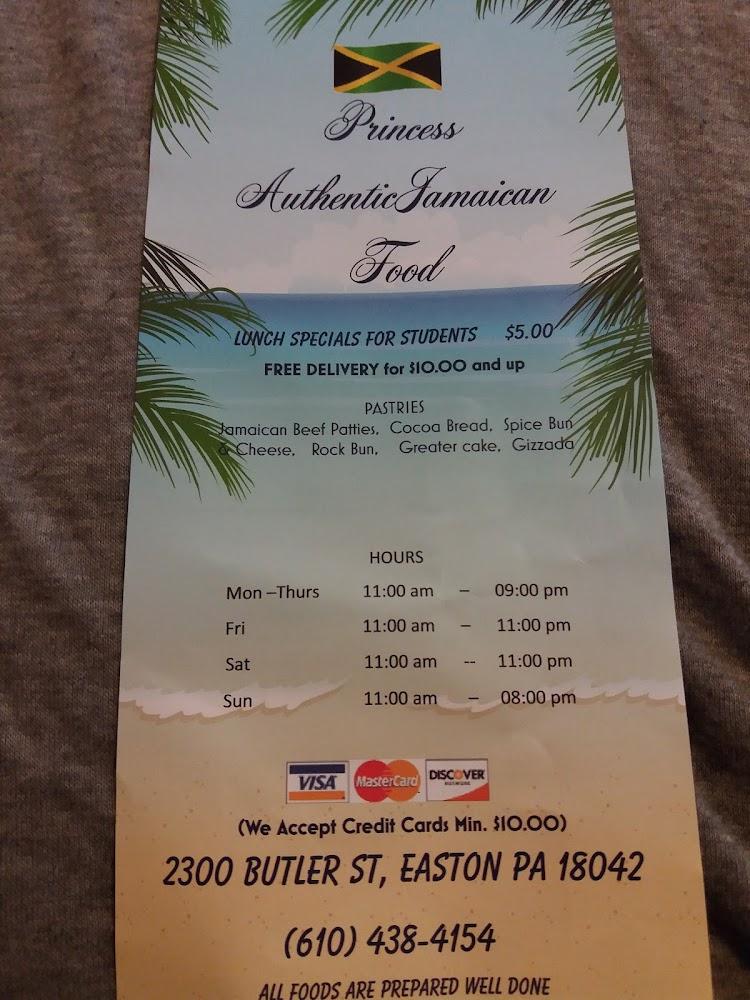 Princess
Authentic Jamaican
Food
LUNCH SPECIALS FOR STUDENTS $5.00
FREE DELIVERY for $10.00 and up
PASTRIES
Jamaican Beef Patties, Cocoa Bread, Spice Bun
& Cheese, Rock Bun, Greater cake, Gizzada
HOURS
Mon –Thurs 11:00 am – 09:00 pm
Fri 11:00 am – 11:00 pm
Sat 11:00 am -- 11:00 pm
Sun 11:00 am – 08:00 pm
VISA MasterCard DISCOVER NETWORK
(We Accept Credit Cards Min. $10.00)
2300 BUTLER ST, EASTON PA 18042
(610) 438-4154
ALL FOODS ARE PREPARED WELL DONE